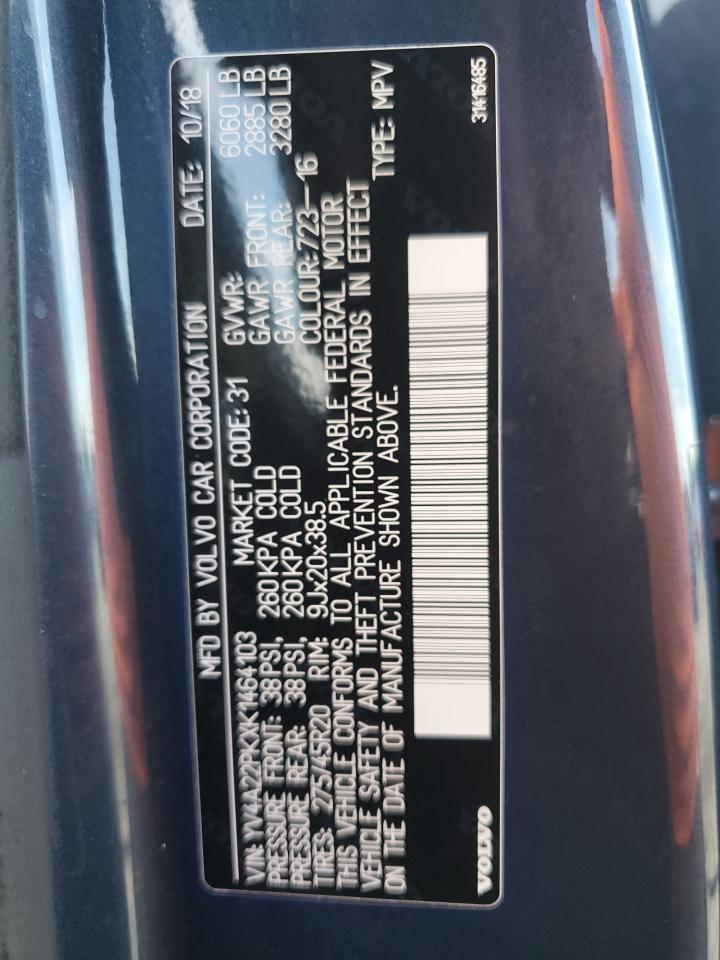 MFD BY VOLVO CAR CORPORATION DATE: 10/18
VIN: YV4A22PKXK1464103 MARKET CODE: 31 GVWR: 6060 LB
PRESSURE FRONT: 38PSI, 260KPA COLD GAWR FRONT: 2885 LB
PRESSURE REAR: 38PSI, 260KPA COLD GAWR REAR: 3280 LB
TIRES: 275/45R20 RIM: 9Jx20x38.5 COLOUR: 723-16
THIS VEHICLE CONFORMS TO ALL APPLICABLE FEDERAL MOTOR
VEHICLE SAFETY AND THEFT PREVENTION STANDARDS IN EFFECT
ON THE DATE OF MANUFACTURE SHOWN ABOVE. TYPE: MPV
VOLVO 31416485